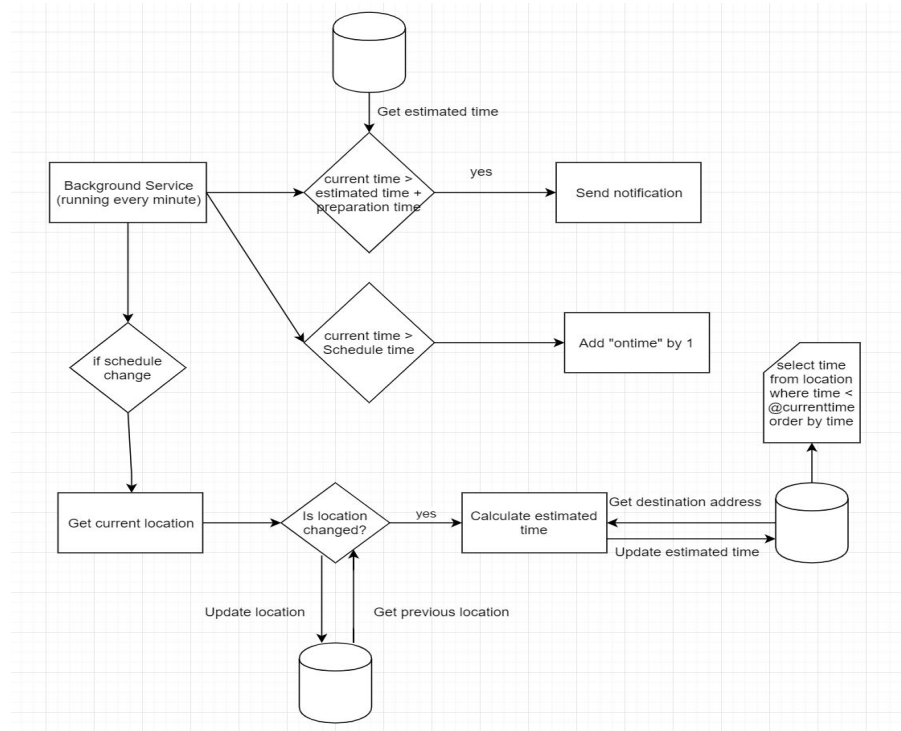 Get estimated time
Background Service
(running every minute)
current time >
estimated time +
preparation time
yes
Send notification
if schedule
change
current time >
Schedule time
Add "ontime" by 1
select time
from location
where time <
@currenttime
order by time
Get current location
Is location
changed?
yes
Calculate estimated
time
Get destination address
Update estimated time
Update location
Get previous location